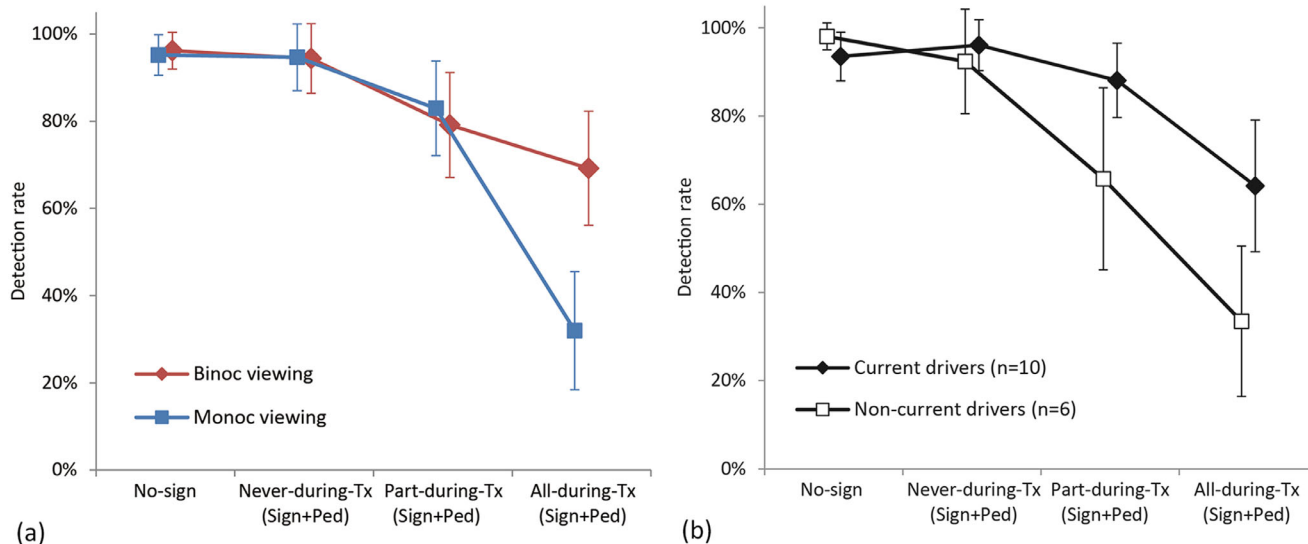 100%
80%
60%
40%
20%
0%
Detection rate
Binoc viewing
Monoc viewing
No-sign
Never-during-Tx
(Sign+Ped)
Part-during-Tx
(Sign+Ped)
All-during-Tx
(Sign+Ped)
(a)
100%
80%
60%
40%
20%
0%
Detection rate
Current drivers (n=10)
Non-current drivers (n=6)
No-sign
Never-during-Tx
(Sign+Ped)
Part-during-Tx
(Sign+Ped)
All-during-Tx
(Sign+Ped)
(b)